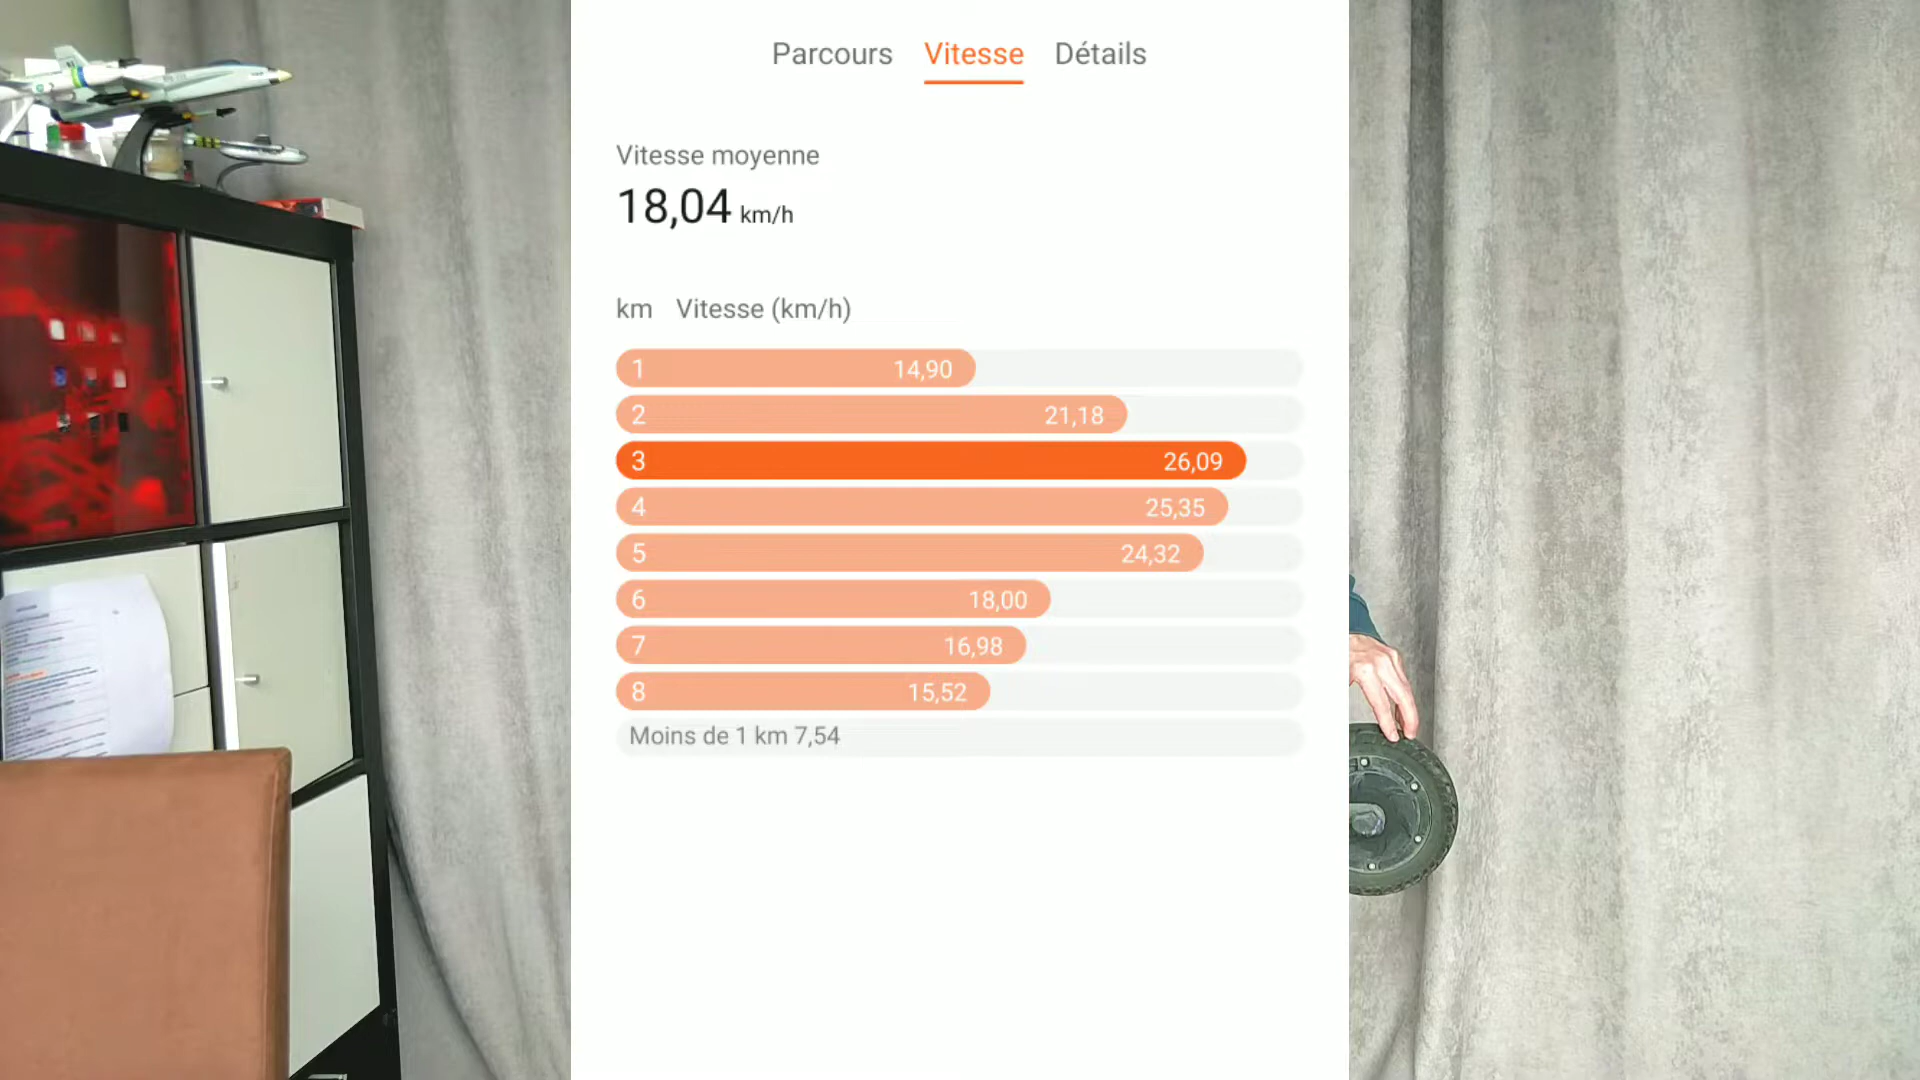 Parcours Vitesse Détails
Vitesse moyenne
18,04 km/h
km Vitesse (km/h)
1 14,90
2 21,18
3 26,09
4 25,35
5 24,32
6 18,00
7 16,98
8 15,52
Moins de 1 km 7,54